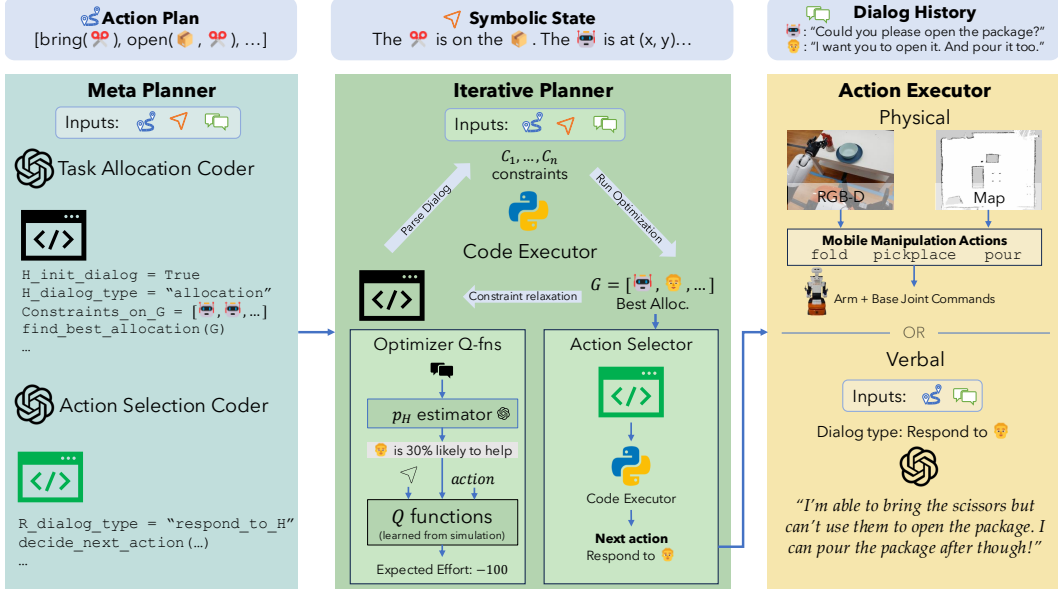 Action Plan
[bring( ), open( , ), …]
Symbolic State
The is on the . The is at (x, y)…
Dialog History
: “Could you please open the package?”
: “I want you to open it. And pour it too.”
Meta Planner
Inputs:
Task Allocation Coder
</>
H_init_dialog = True
H_dialog_type = “allocation”
Constraints_on_G = [ , ,…]
find_best_allocation(G)
…
Action Selection Coder
</>
R_dialog_type = “respond_to_H”
decide_next_action(…)
…
Iterative Planner
Inputs:
C₁, …, Cₙ
constraints
Parse Dialog
Run Optimization
Code Executor
</>
Constraint relaxation
G = [ , , …]
Best Alloc.
Optimizer Q-fns
p_H estimator
is 30% likely to help
action
Q functions
(learned from simulation)
Expected Effort: −100
Action Selector
</>
Code Executor
Next action
Respond to
Action Executor
Physical
RGB-D
Map
Mobile Manipulation Actions
fold pickplace pour
Arm + Base Joint Commands
OR
Verbal
Inputs:
Dialog type: Respond to
“I’m able to bring the scissors but
can’t use them to open the package. I
can pour the package after though!”